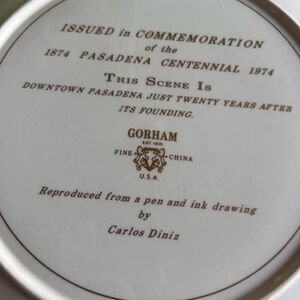 ISSUED in COMMEMORATION
of the
1874 PASADENA CENTENNIAL 1974
THIS SCENE IS
DOWNTOWN PASADENA JUST TWENTY YEARS AFTER
ITS FOUNDING.
GORHAM
EST. 1831
FINE CHINA
U.S.A.
Reproduced from a pen and ink drawing
by
Carlos Diniz